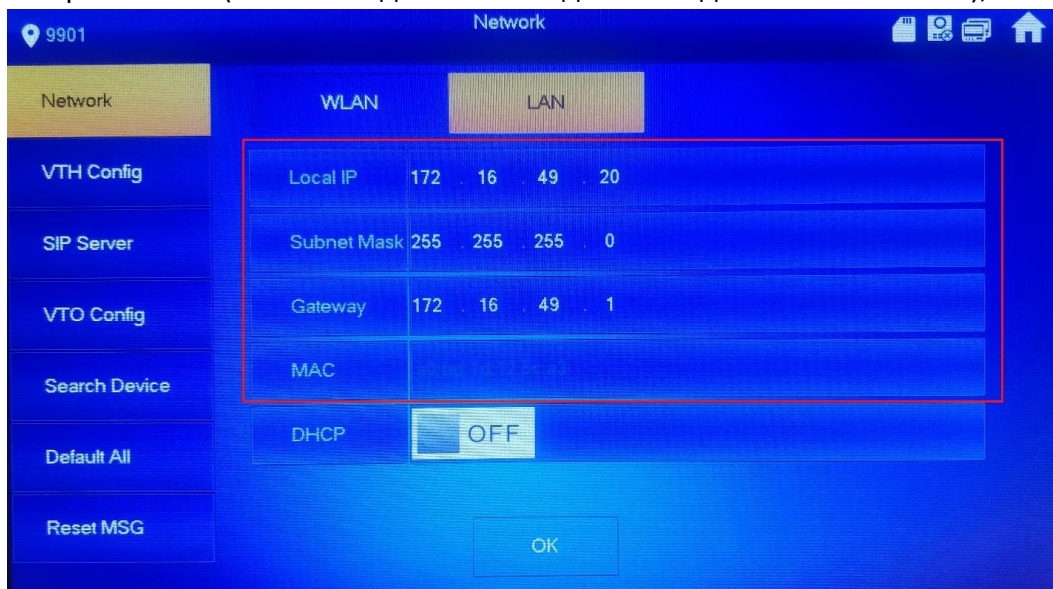 9901
Network
Network
WLAN
LAN
VTH Config
Local IP 172 . 16 . 49 . 20
SIP Server
Subnet Mask 255 . 255 . 255 . 0
VTO Config
Gateway 172 . 16 . 49 . 1
Search Device
MAC
DHCP OFF
Default All
Reset MSG
OK